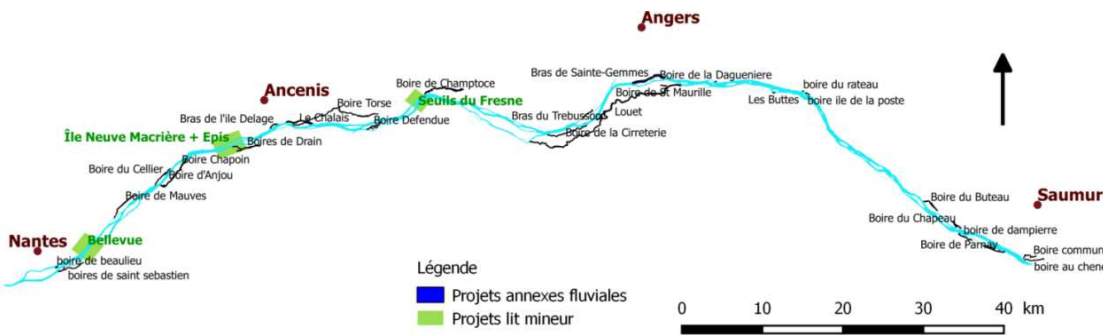 Angers
Ancenis
Boire de Champtoce
Bras de Sainte-Gemmes
Boire de la Dagueniere
boire du rateau
Boire de St Maurille
Les Buttes
boire ile de la poste
Seuils du Fresne
Boire Torse
Bras de l'ile Delage
Le Chalais
Boire Defendue
Bras du Trebusson
Louet
Boire de la Cirreterie
Île Neuve Macrière + Epis
Boires de Drain
Boire Chapoin
Boire du Cellier
Boire d'Anjou
Boire de Mauves
Boire du Buteau
Saumur
Boire du Chapeau
boire de dampierre
Boire de Parnay
Boire commun
boire au chene
Nantes
Bellevue
boire de beaulieu
boires de saint sebastien
Légende
Projets annexes fluviales
Projets lit mineur
0 10 20 30 40 km